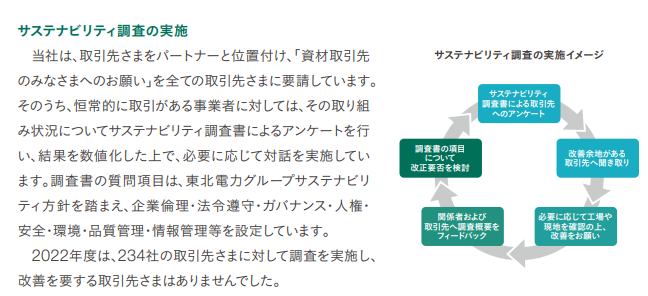 サステナビリティ調査の実施
　当社は、取引先さまをパートナーと位置付け、「資材取引先
のみなさまへのお願い」を全ての取引先さまに要請しています。
そのうち、恒常的に取引がある事業者に対しては、その取り組
み状況についてサステナビリティ調査書によるアンケートを行
い、結果を数値化した上で、必要に応じて対話を実施してい
ます。調査書の質問項目は、東北電力グループサステナビリ
ティ方針を踏まえ、企業倫理・法令遵守・ガバナンス・人権・
安全・環境・品質管理・情報管理等を設定しています。
　2022年度は、234社の取引先さまに対して調査を実施し、
改善を要する取引先さまはありませんでした。
サステナビリティ調査の実施イメージ
サステナビリティ
調査書による取引先
へのアンケート
改善余地がある
取引先へ聞き取り
必要に応じて工場や
現地を確認の上、
改善をお願い
関係者および
取引先へ調査概要を
フィードバック
調査書の項目
について
改正要否を検討